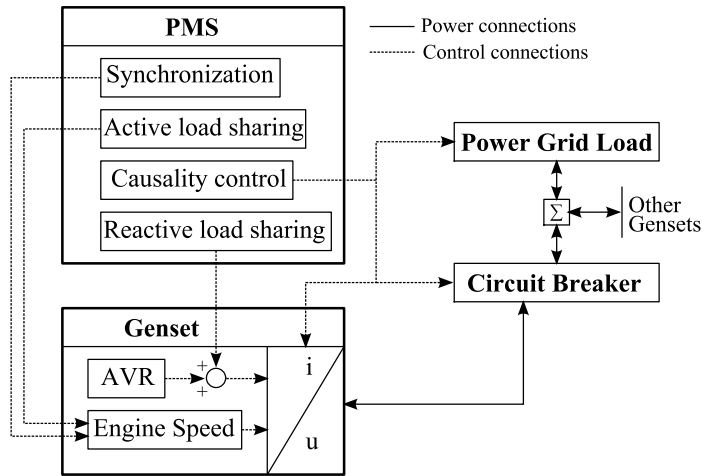 PMS
Synchronization
Active load sharing
Causality control
Reactive load sharing
Power connections
Control connections
Power Grid Load
Σ
Other
Gensets
Circuit Breaker
Genset
AVR
+
+
i
Engine Speed
u